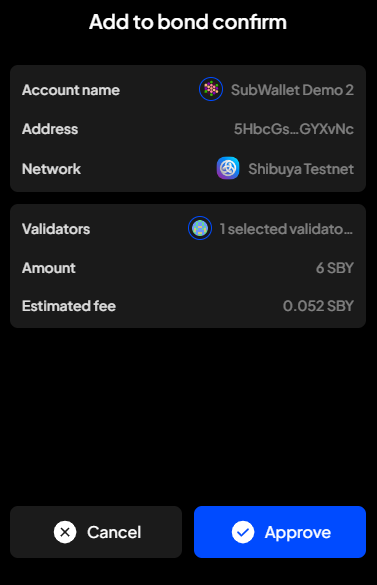 Add to bond confirm
Account name SubWallet Demo 2
Address 5HbcGs...GYXvNc
Network Shibuya Testnet
Validators 1 selected validato...
Amount 6 SBY
Estimated fee 0.052 SBY
Cancel Approve